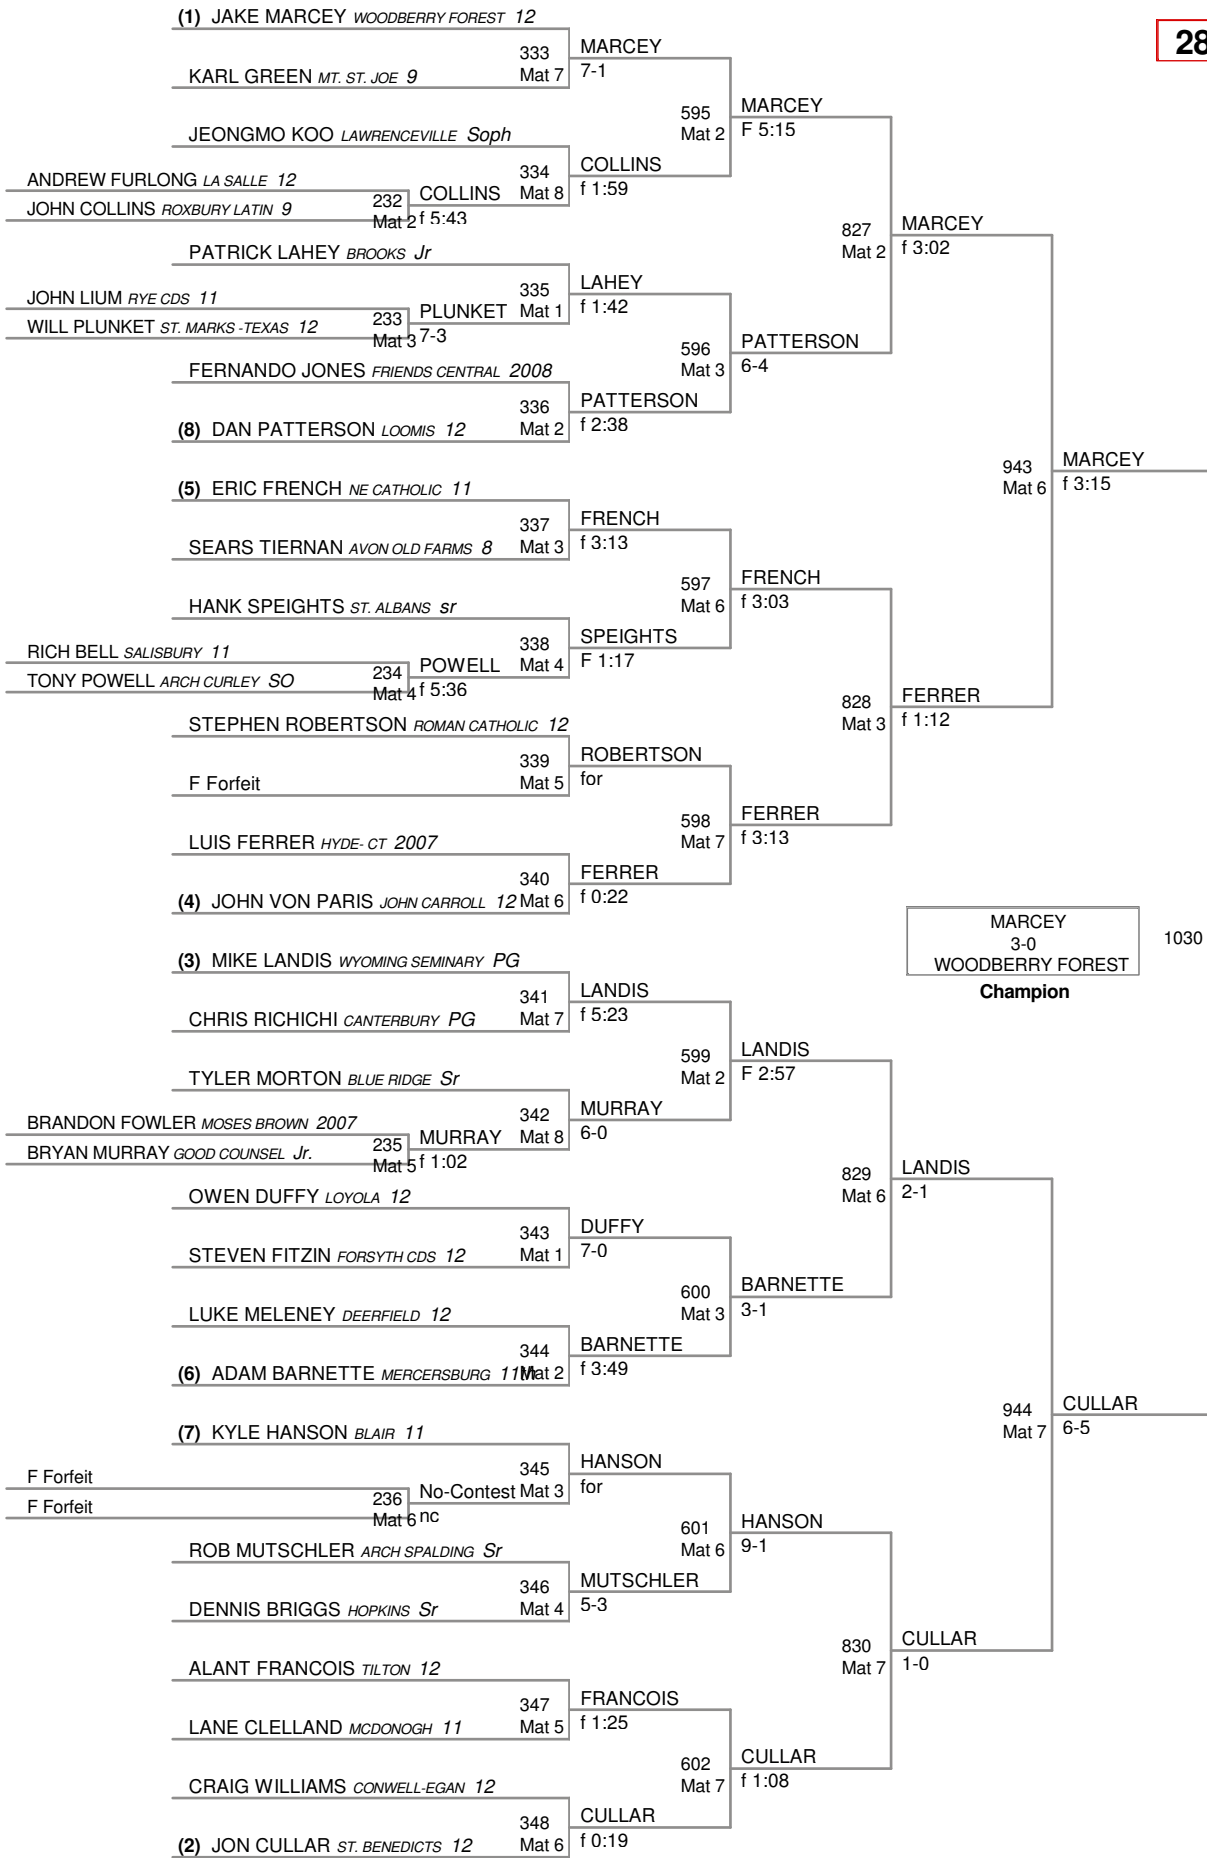 (1) JAKE MARCEY WOODBERRY FOREST 12
28
333 MARCEY
Mat 7 7-1
KARL GREEN MT. ST. JOE 9
595 MARCEY
Mat 2 F 5:15
JEONGMO KOO LAWRENCEVILLE Soph
334 COLLINS
Mat 8 f 1:59
ANDREW FURLONG LA SALLE 12
232 COLLINS
JOHN COLLINS ROXBURY LATIN 9
Mat 2 f 5:43
827 MARCEY
Mat 2 f 3:02
PATRICK LAHEY BROOKS Jr
335 LAHEY
Mat 1 f 1:42
JOHN LIUM RYE CDS 11
233 PLUNKET
WILL PLUNKET ST. MARKS -TEXAS 12
Mat 3 7-3
596 PATTERSON
Mat 3 6-4
FERNANDO JONES FRIENDS CENTRAL 2008
336 PATTERSON
Mat 2 f 2:38
(8) DAN PATTERSON LOOMIS 12
943 MARCEY
Mat 6 f 3:15
(5) ERIC FRENCH NE CATHOLIC 11
337 FRENCH
Mat 3 f 3:13
SEARS TIERNAN AVON OLD FARMS 8
597 FRENCH
Mat 6 f 3:03
HANK SPEIGHTS ST. ALBANS sr
338 SPEIGHTS
Mat 4 F 1:17
RICH BELL SALISBURY 11
234 POWELL
TONY POWELL ARCH CURLEY SO
Mat 4 f 5:36
828 FERRER
Mat 3 f 1:12
STEPHEN ROBERTSON ROMAN CATHOLIC 12
339 ROBERTSON
Mat 5 for
F Forfeit
598 FERRER
Mat 7 f 3:13
LUIS FERRER HYDE- CT 2007
340 FERRER
Mat 6 f 0:22
(4) JOHN VON PARIS JOHN CARROLL 12
MARCEY
3-0
WOODBERRY FOREST
1030
Champion
(3) MIKE LANDIS WYOMING SEMINARY PG
341 LANDIS
Mat 7 f 5:23
CHRIS RICHICHI CANTERBURY PG
599 LANDIS
Mat 2 F 2:57
TYLER MORTON BLUE RIDGE Sr
342 MURRAY
Mat 8 6-0
BRANDON FOWLER MOSES BROWN 2007
235 MURRAY
BRYAN MURRAY GOOD COUNSEL Jr.
Mat 5 f 1:02
829 LANDIS
Mat 6 2-1
OWEN DUFFY LOYOLA 12
343 DUFFY
Mat 1 7-0
STEVEN FITZIN FORSYTH CDS 12
600 BARNETTE
Mat 3 3-1
LUKE MELENEY DEERFIELD 12
344 BARNETTE
Mat 2 f 3:49
(6) ADAM BARNETTE MERCERSBURG 11th
944 CULLAR
Mat 7 6-5
(7) KYLE HANSON BLAIR 11
345 HANSON
Mat 3 for
F Forfeit
236 No-Contest
F Forfeit
Mat 6 nc
601 HANSON
Mat 6 9-1
ROB MUTSCHLER ARCH SPALDING Sr
346 MUTSCHLER
Mat 4 5-3
DENNIS BRIGGS HOPKINS Sr
830 CULLAR
Mat 7 1-0
ALANT FRANCOIS TILTON 12
347 FRANCOIS
Mat 5 f 1:25
LANE CLELLAND MCDONOGH 11
602 CULLAR
Mat 7 f 1:08
CRAIG WILLIAMS CONWELL-EGAN 12
348 CULLAR
Mat 6 f 0:19
(2) JON CULLAR ST. BENEDICTS 12